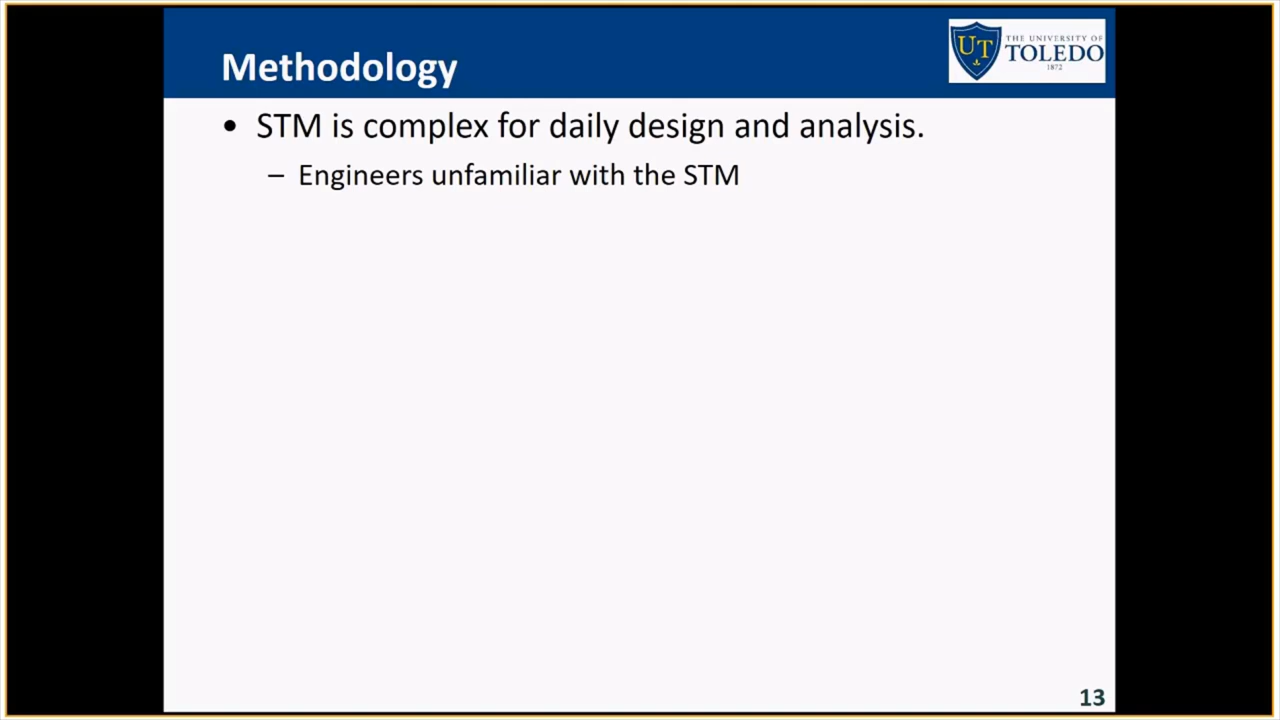 Methodology
UT
THE UNIVERSITY OF
TOLEDO
1872
• STM is complex for daily design and analysis.
– Engineers unfamiliar with the STM
13